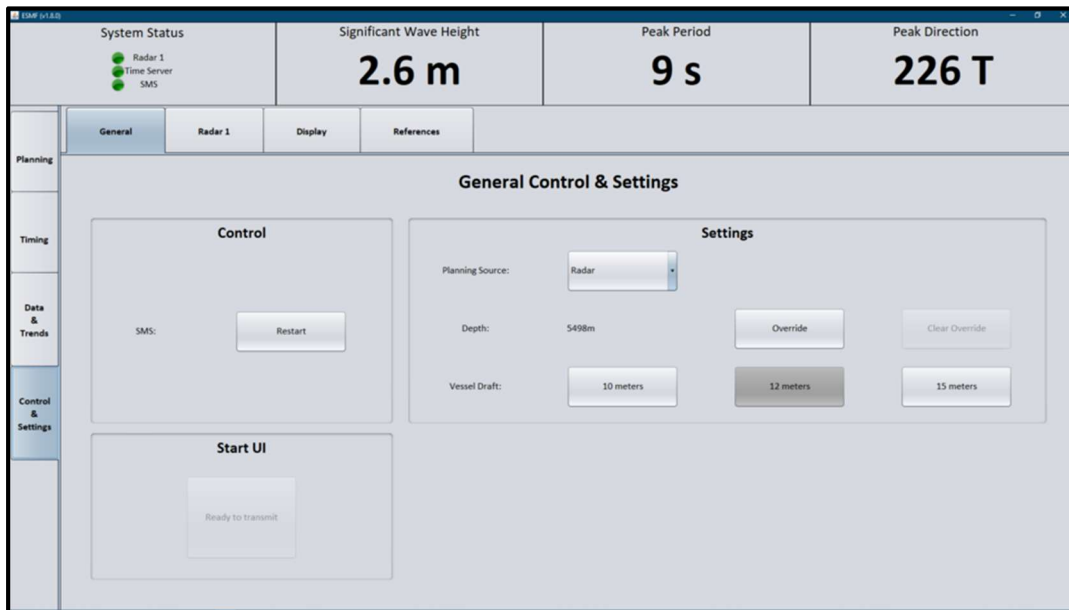 ESMF (v1.8.0)
System Status
Radar 1
Time Server
SMS
Significant Wave Height
2.6 m
Peak Period
9 s
Peak Direction
226 T
Planning
Timing
Data
&
Trends
Control
&
Settings
General
Radar 1
Display
References
General Control & Settings
Control
SMS:
Restart
Start UI
Ready to transmit
Settings
Planning Source:
Radar
Depth:
5498m
Override
Clear Override
Vessel Draft:
10 meters
12 meters
15 meters